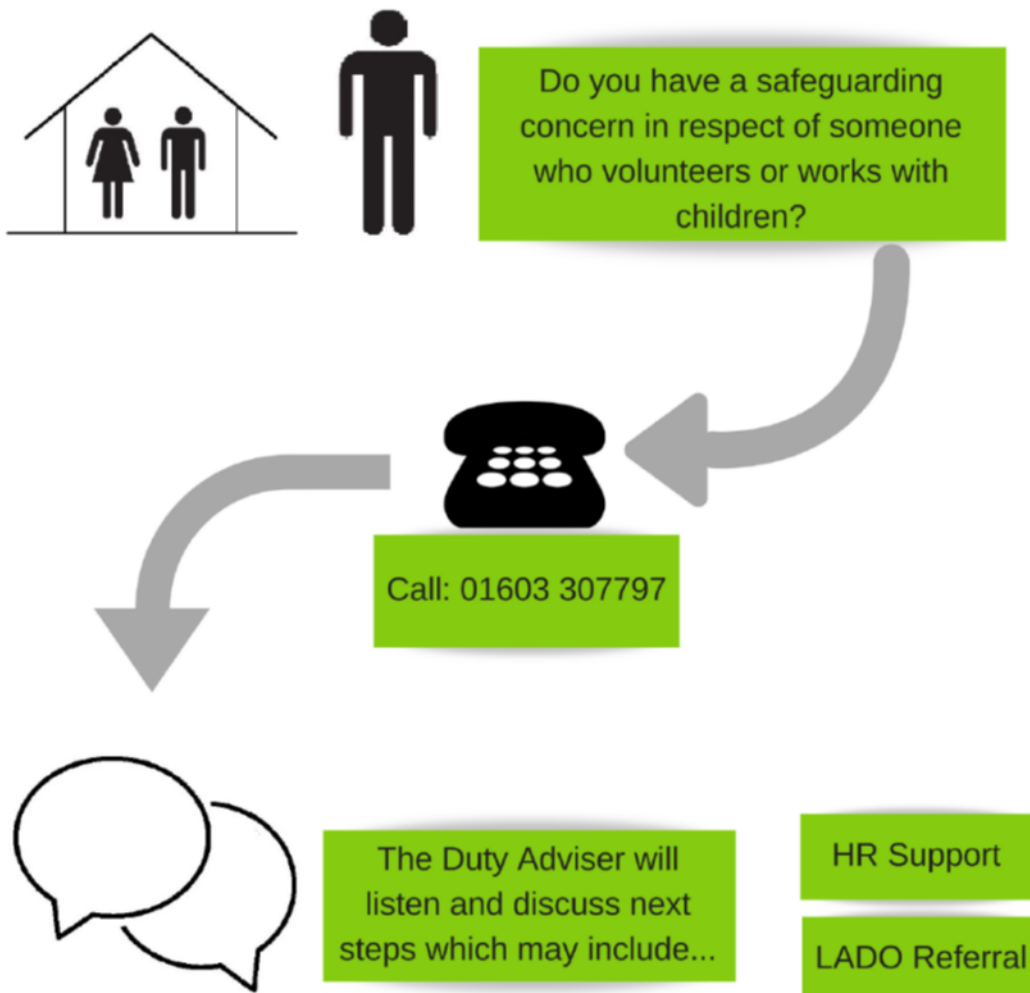 Do you have a safeguarding
concern in respect of someone
who volunteers or works with
children?
Call: 01603 307797
The Duty Adviser will
listen and discuss next
steps which may include...
HR Support
LADO Referral